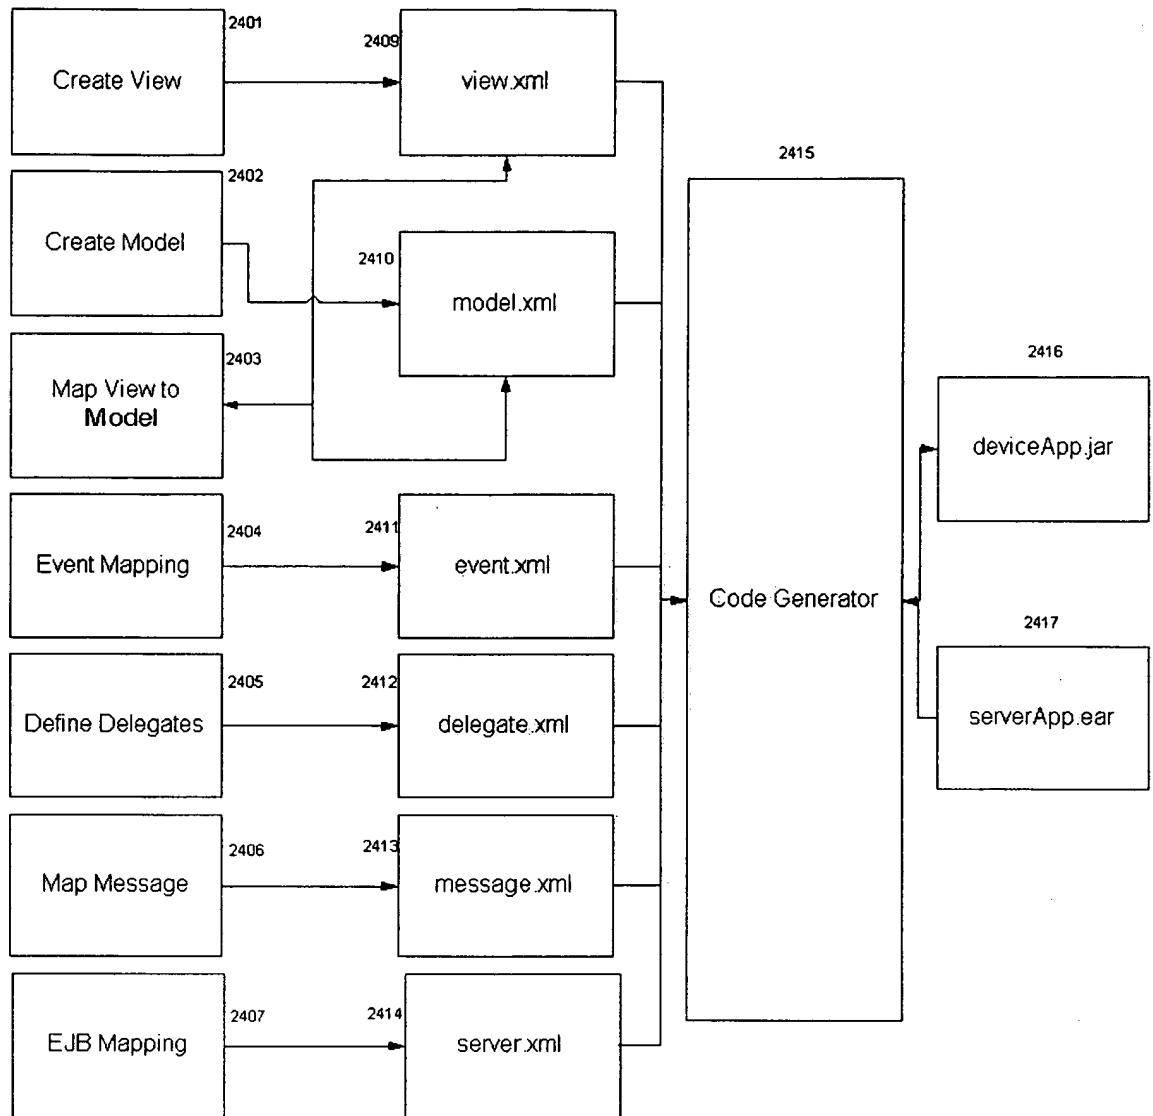 2401
Create View
2409
view.xml
2402
Create Model
2410
model.xml
2403
Map View to
Model
2404
Event Mapping
2411
event.xml
2405
Define Delegates
2412
delegate.xml
2406
Map Message
2413
message.xml
2407
EJB Mapping
2414
server.xml
2415
Code Generator
2416
deviceApp.jar
2417
serverApp.ear